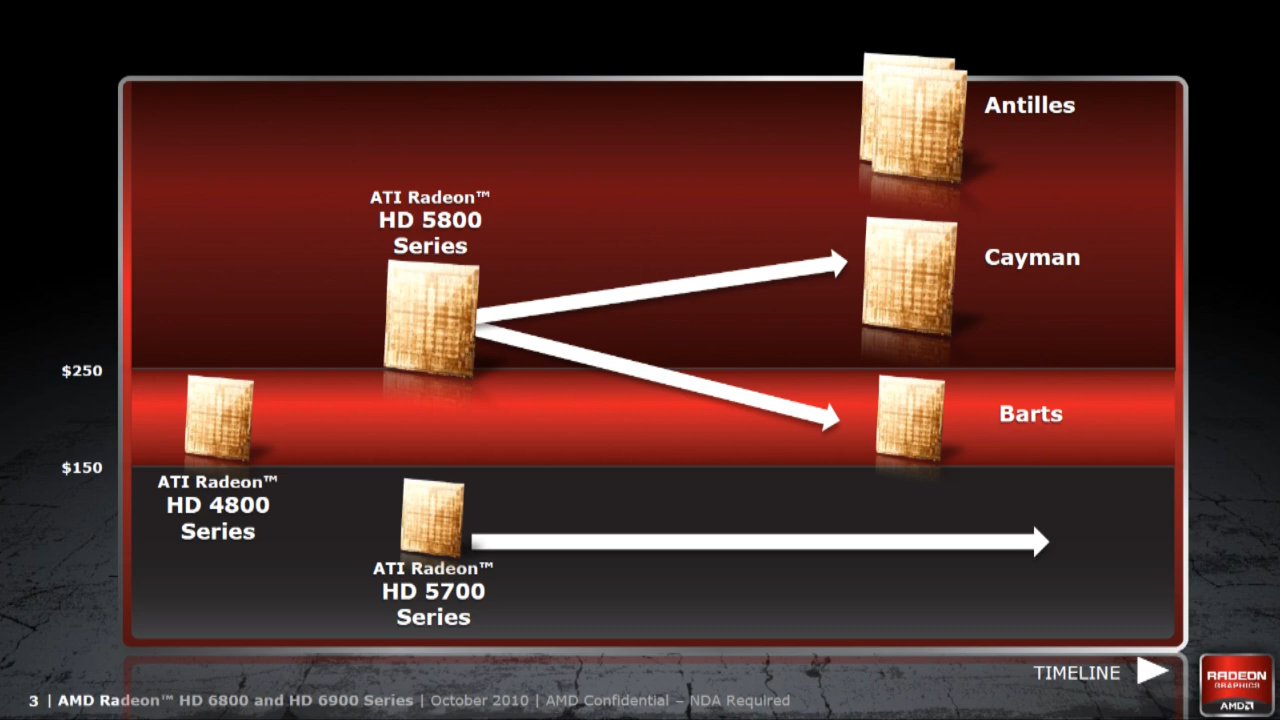 Antilles
ATI Radeon™
HD 5800
Series
Cayman
$250
Barts
$150
ATI Radeon™
HD 4800
Series
ATI Radeon™
HD 5700
Series
TIMELINE
3 | AMD Radeon™ HD 6800 and HD 6900 Series | October 2010 | AMD Confidential – NDA Required
RADEON
GRAPHICS
AMD